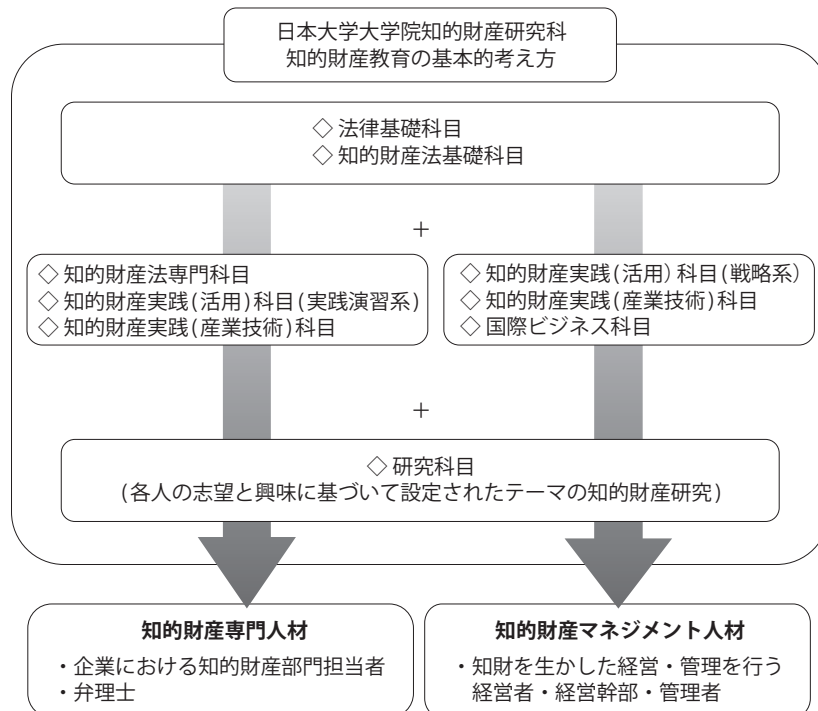 日本大学大学院知的財産研究科
知的財産教育の基本的考え方
◇ 法律基礎科目
◇ 知的財産法基礎科目
+
◇ 知的財産法専門科目
◇ 知的財産実践(活用)科目(実践演習系)
◇ 知的財産実践(産業技術)科目
◇ 知的財産実践(活用)科目(戦略系)
◇ 知的財産実践(産業技術)科目
◇ 国際ビジネス科目
+
◇ 研究科目
(各人の志望と興味に基づいて設定されたテーマの知的財産研究)
知的財産専門人材
・企業における知的財産部門担当者
・弁理士
知的財産マネジメント人材
・知財を生かした経営・管理を行う
経営者・経営幹部・管理者